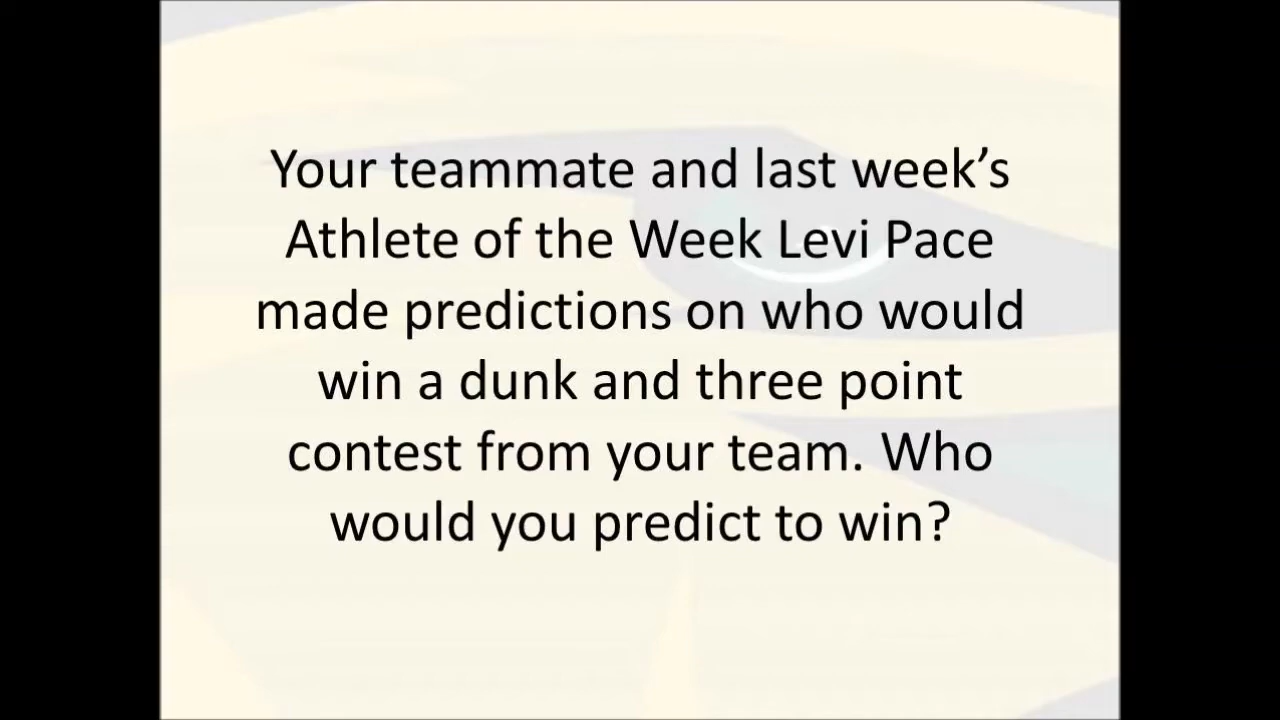 Your teammate and last week’s
Athlete of the Week Levi Pace
made predictions on who would
win a dunk and three point
contest from your team. Who
would you predict to win?